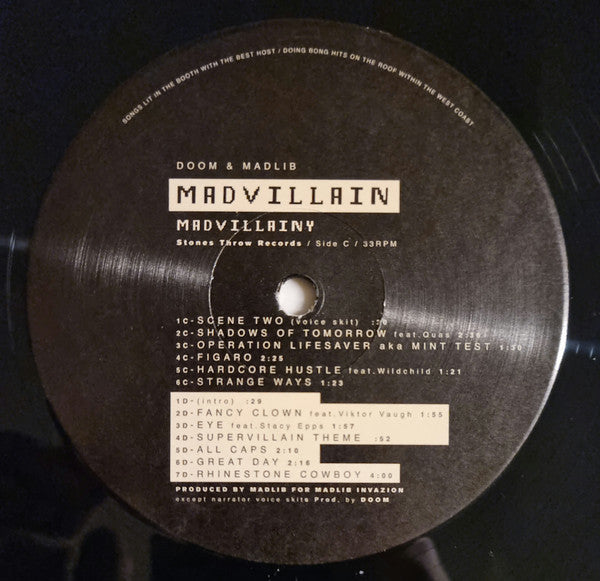 SONGS LIT IN THE BOOTH WITH THE BEST HOST / DOING BONG HITS ON THE ROOF WITHIN THE WEST COAST
DOOM & MADLIB
MADVILLAIN
MADVILLAINY
Stones Throw Records / Side C / 33RPM
1C-SCENE TWO (voice skit)
2C-SHADOWS OF TOMORROW feat.Quas 2:36
3C-OPERATION LIFESAVER aka MINT TEST 1:30
4C-FIGARO 2:25
5C-HARDCORE HUSTLE feat.Wildchild 1:21
6C-STRANGE WAYS 1:23
1D-(intro) :29
2D-FANCY CLOWN feat.Viktor Vaugh 1:55
3D-EYE feat.Stacy Epps 1:57
4D-SUPERVILLAIN THEME :52
5D-ALL CAPS 2:10
6D-GREAT DAY 2:16
7D-RHINESTONE COWBOY 4:00
PRODUCED BY MADLIB FOR MADLIB INVAZION
except narrator voice skits Prod. by DOOM